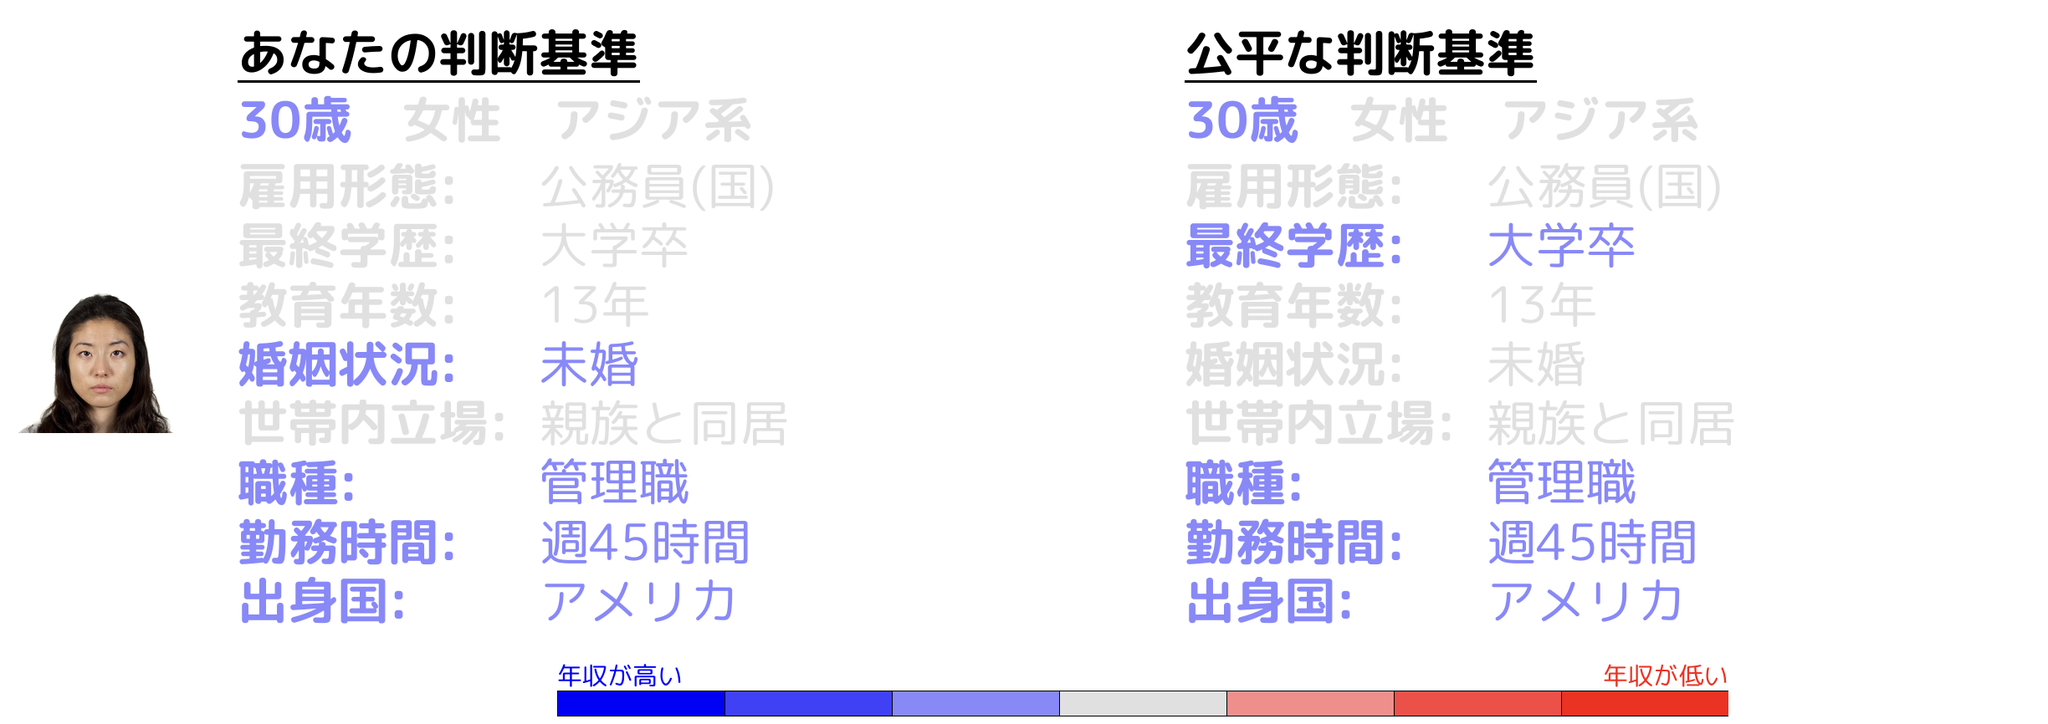 あなたの判断基準
30歳 女性 アジア系
雇用形態: 公務員(国)
最終学歴: 大学卒
教育年数: 13年
婚姻状況: 未婚
世帯内立場: 親族と同居
職種: 管理職
勤務時間: 週45時間
出身国: アメリカ
公平な判断基準
30歳 女性 アジア系
雇用形態: 公務員(国)
最終学歴: 大学卒
教育年数: 13年
婚姻状況: 未婚
世帯内立場: 親族と同居
職種: 管理職
勤務時間: 週45時間
出身国: アメリカ
年収が高い
年収が低い